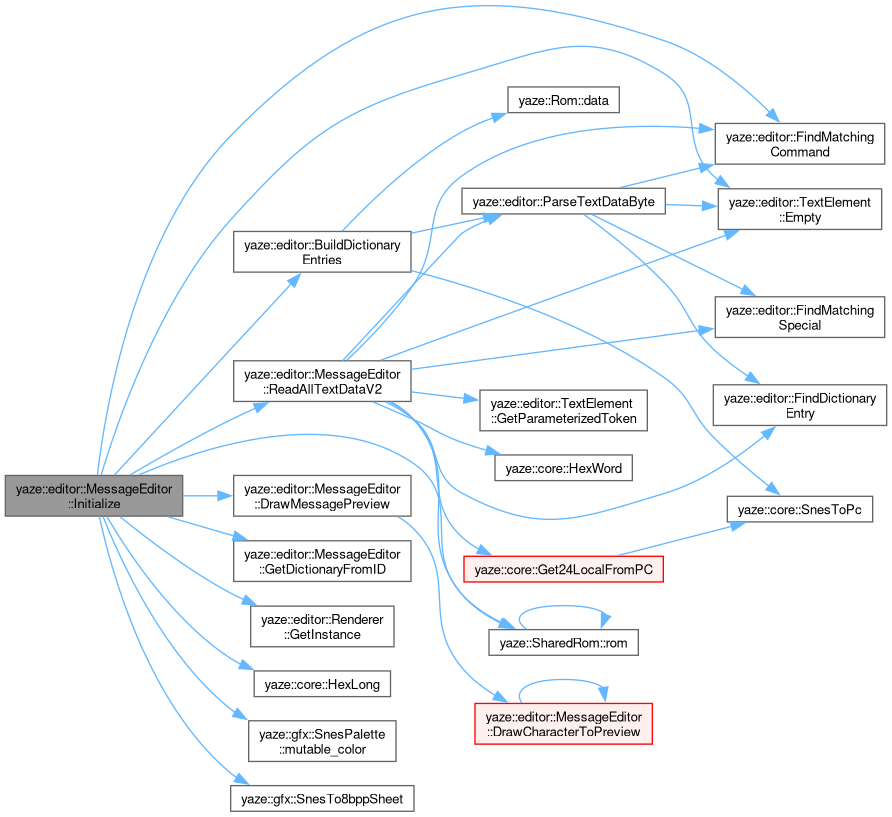 yaze::Rom::data
yaze::editor::FindMatching
Command
yaze::editor::ParseTextDataByte
yaze::editor::TextElement
::Empty
yaze::editor::BuildDictionary
Entries
yaze::editor::FindMatching
Special
yaze::editor::MessageEditor
::ReadAllTextDataV2
yaze::editor::TextElement
::GetParameterizedToken
yaze::editor::FindDictionary
Entry
yaze::core::HexWord
yaze::editor::MessageEditor
::Initialize
yaze::editor::MessageEditor
::DrawMessagePreview
yaze::core::SnesToPc
yaze::editor::MessageEditor
::GetDictionaryFromID
yaze::core::Get24LocalFromPC
yaze::editor::Renderer
::GetInstance
yaze::SharedRom::rom
yaze::core::HexLong
yaze::editor::MessageEditor
::DrawCharacterToPreview
yaze::gfx::SnesPalette
::mutable_color
yaze::gfx::SnesTo8bppSheet